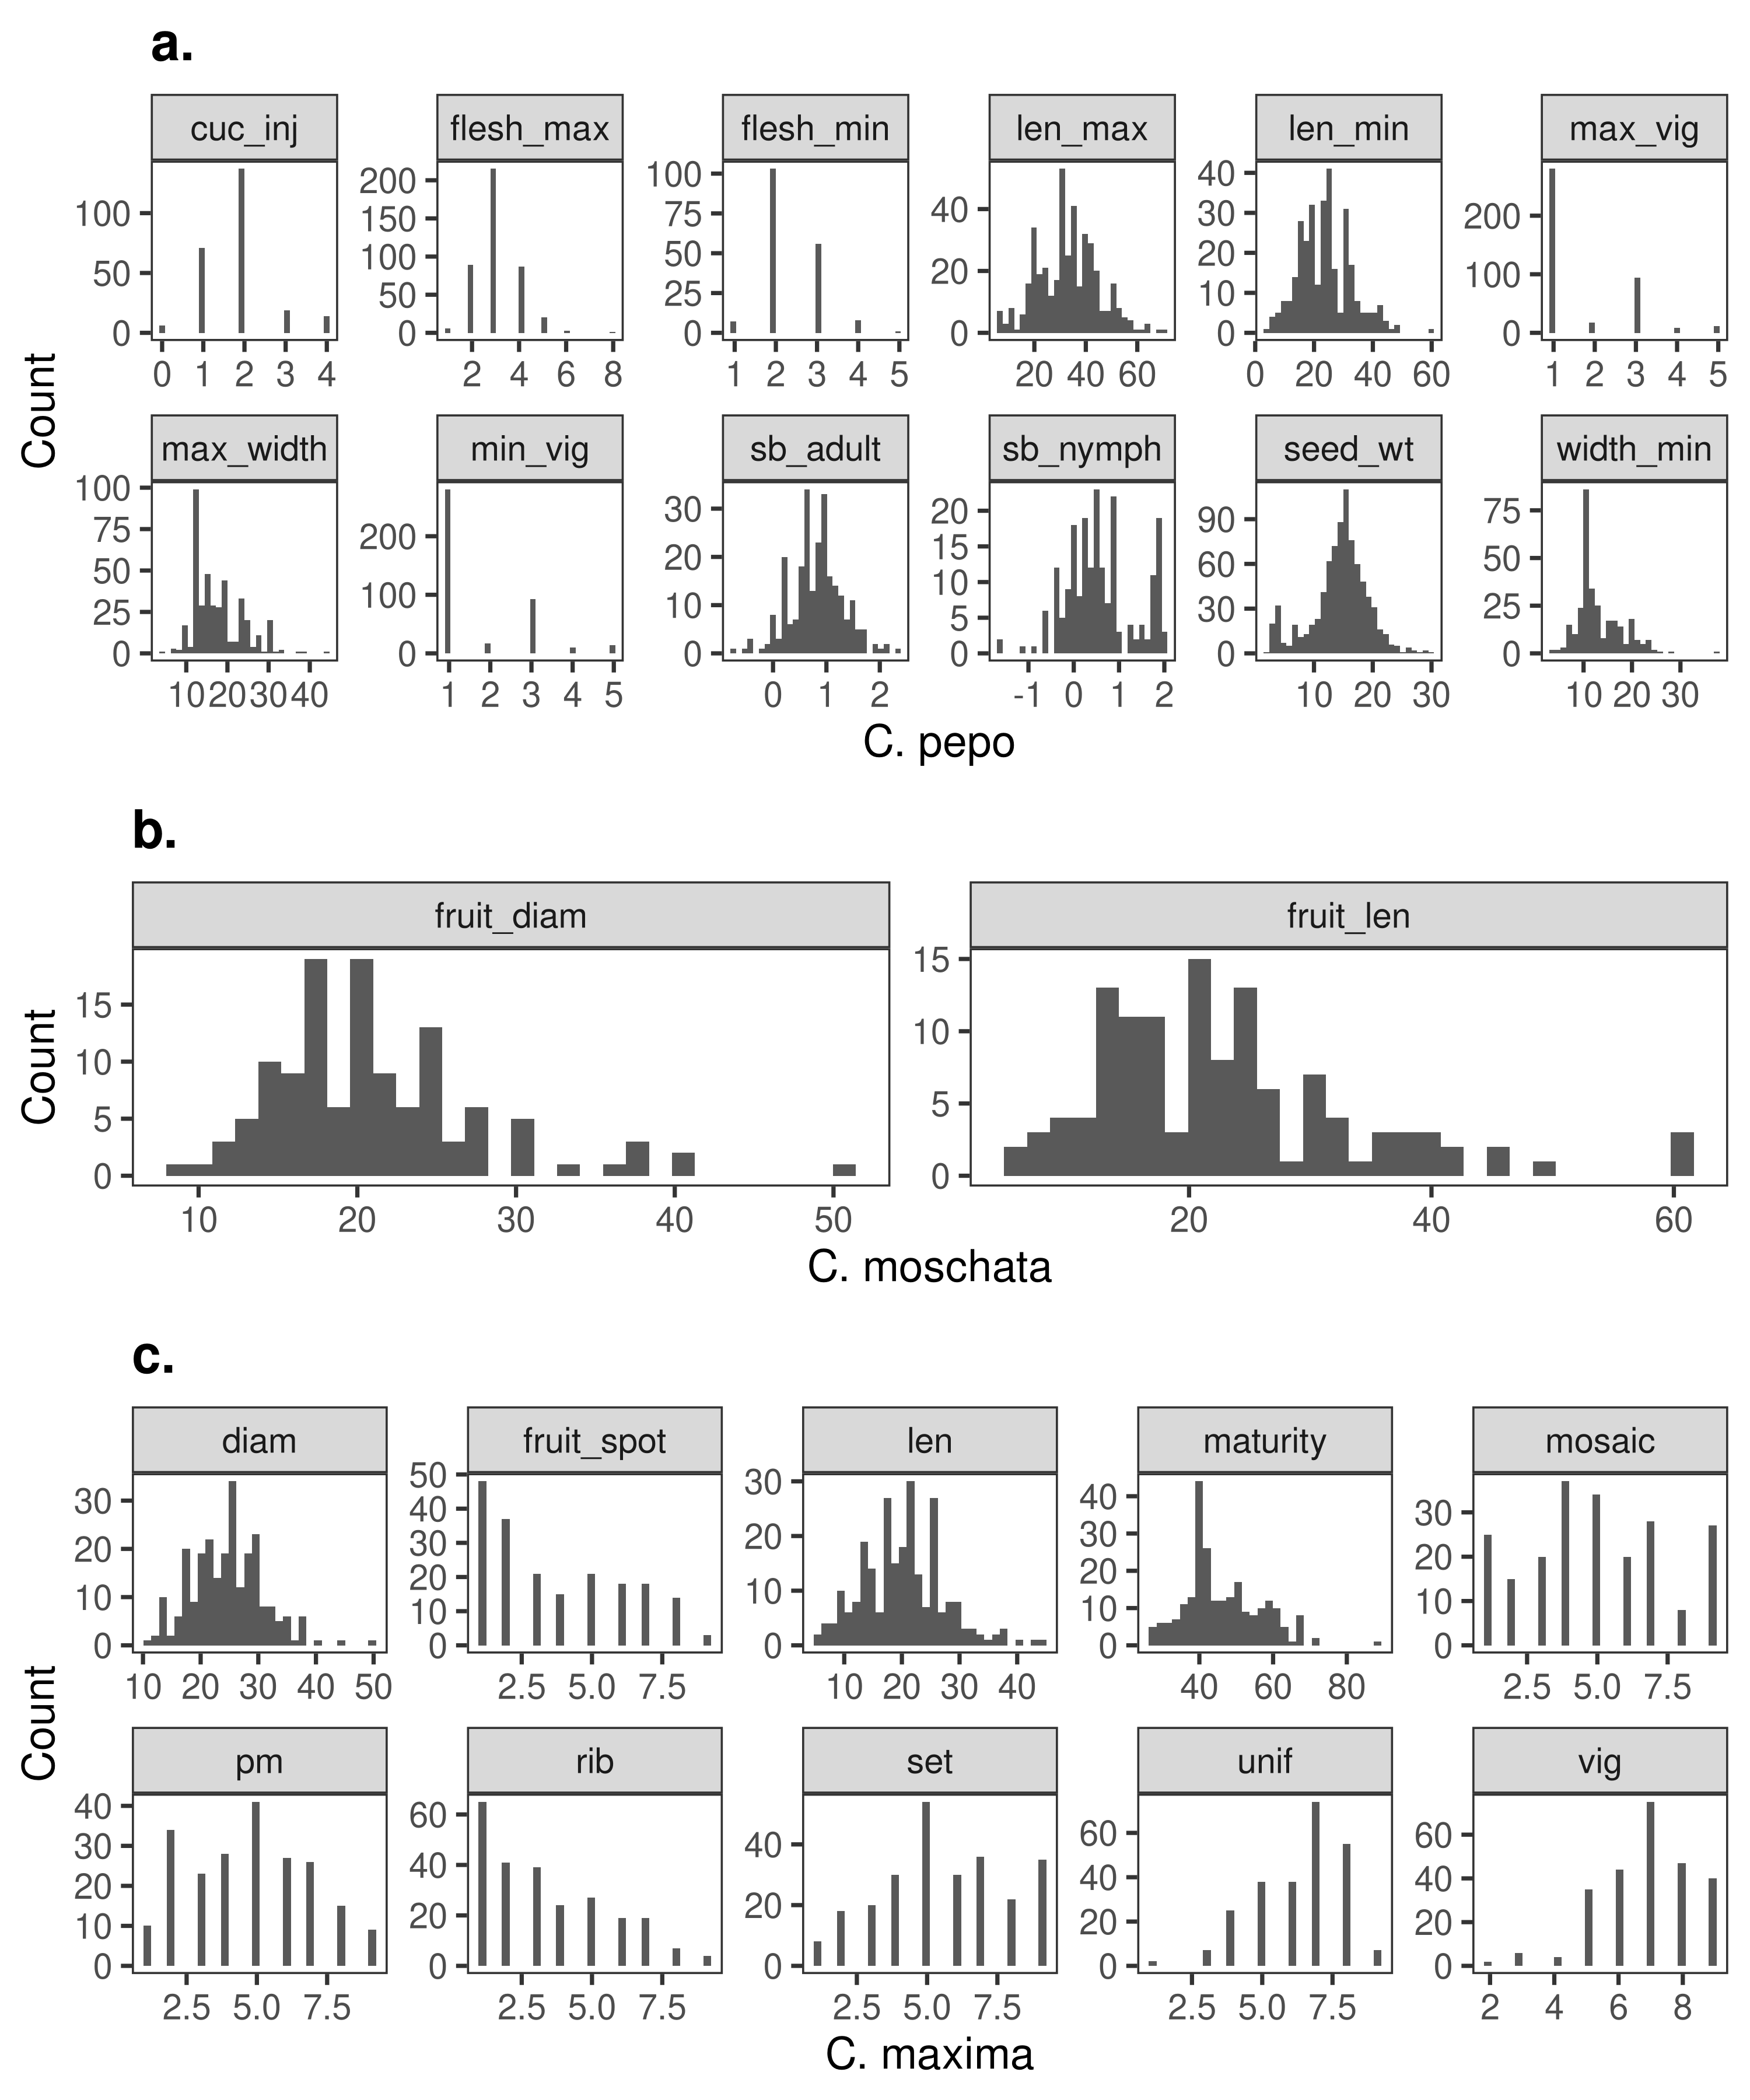 a.
cuc_inj flesh_max flesh_min len_max len_min max_vig
100 50 0 200 150 100 50 0 100 75 50 25 0 40 20 0 40 30 20 10 0 200 100 0
0 1 2 3 4 2 4 6 8 1 2 3 4 5 20 40 60 0 20 40 60 1 2 3 4 5
Count
max_width min_vig sb_adult sb_nymph seed_wt width_min
100 75 50 25 0 200 100 0 30 20 10 0 20 15 10 5 0 90 60 30 0 75 50 25 0
10 20 30 40 1 2 3 4 5 0 1 2 -1 0 1 2 10 20 30 10 20 30
C. pepo
b.
fruit_diam fruit_len
15 10 5 0 15 10 5 0
Count
10 20 30 40 50 20 40 60
C. moschata
c.
diam fruit_spot len maturity mosaic
30 20 10 0 50 40 30 20 10 0 30 20 10 0 40 30 20 10 0 30 20 10 0
10 20 30 40 50 2.5 5.0 7.5 10 20 30 40 40 60 80 2.5 5.0 7.5
Count
pm rib set unif vig
40 30 20 10 0 60 40 20 0 40 20 0 60 40 20 0 60 40 20 0
2.5 5.0 7.5 2.5 5.0 7.5 2.5 5.0 7.5 2.5 5.0 7.5 2 4 6 8
C. maxima